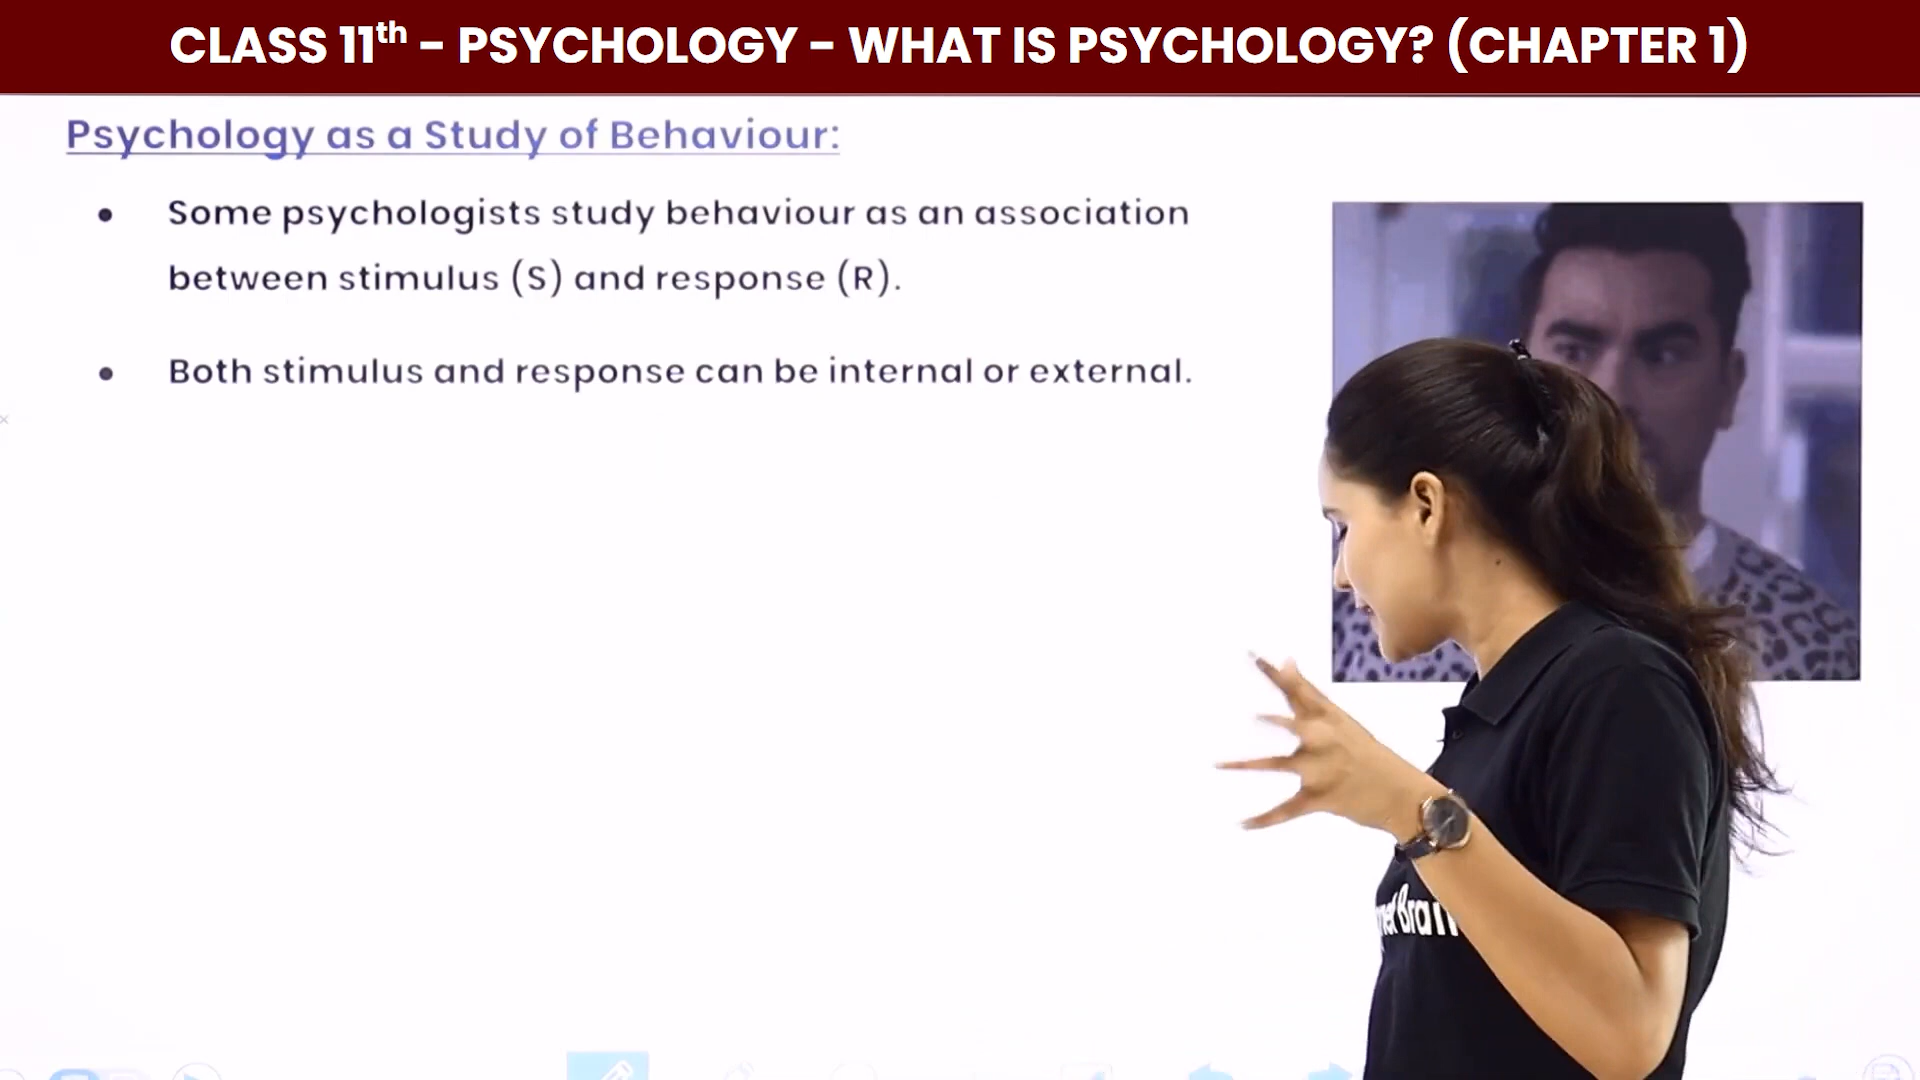 CLASS 11th – PSYCHOLOGY – WHAT IS PSYCHOLOGY? (CHAPTER 1)
Psychology as a Study of Behaviour:
• Some psychologists study behaviour as an association
between stimulus (S) and response (R).
• Both stimulus and response can be internal or external.